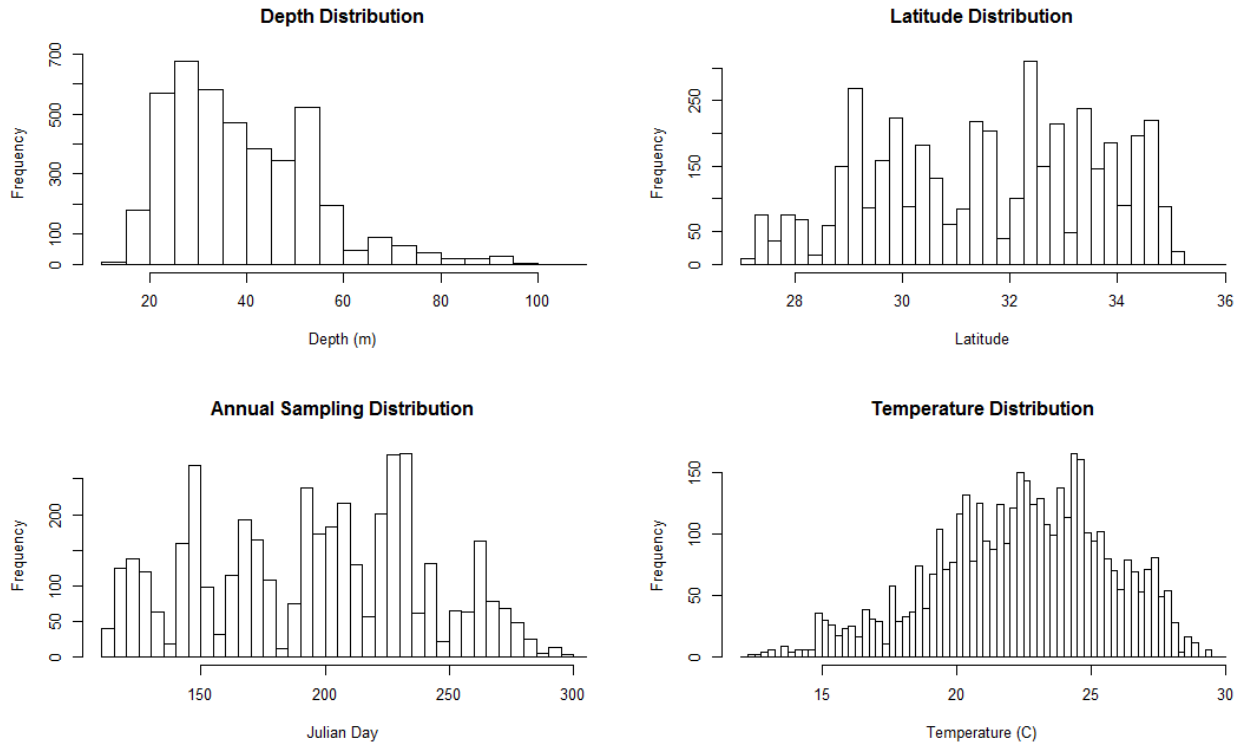 Depth Distribution
Frequency
0 100 300 500 700
20 40 60 80 100
Depth (m)
Latitude Distribution
Frequency
0 50 150 250
28 30 32 34 36
Latitude
Annual Sampling Distribution
Frequency
0 50 100 200
150 200 250 300
Julian Day
Temperature Distribution
Frequency
0 50 100 150
15 20 25 30
Temperature (C)